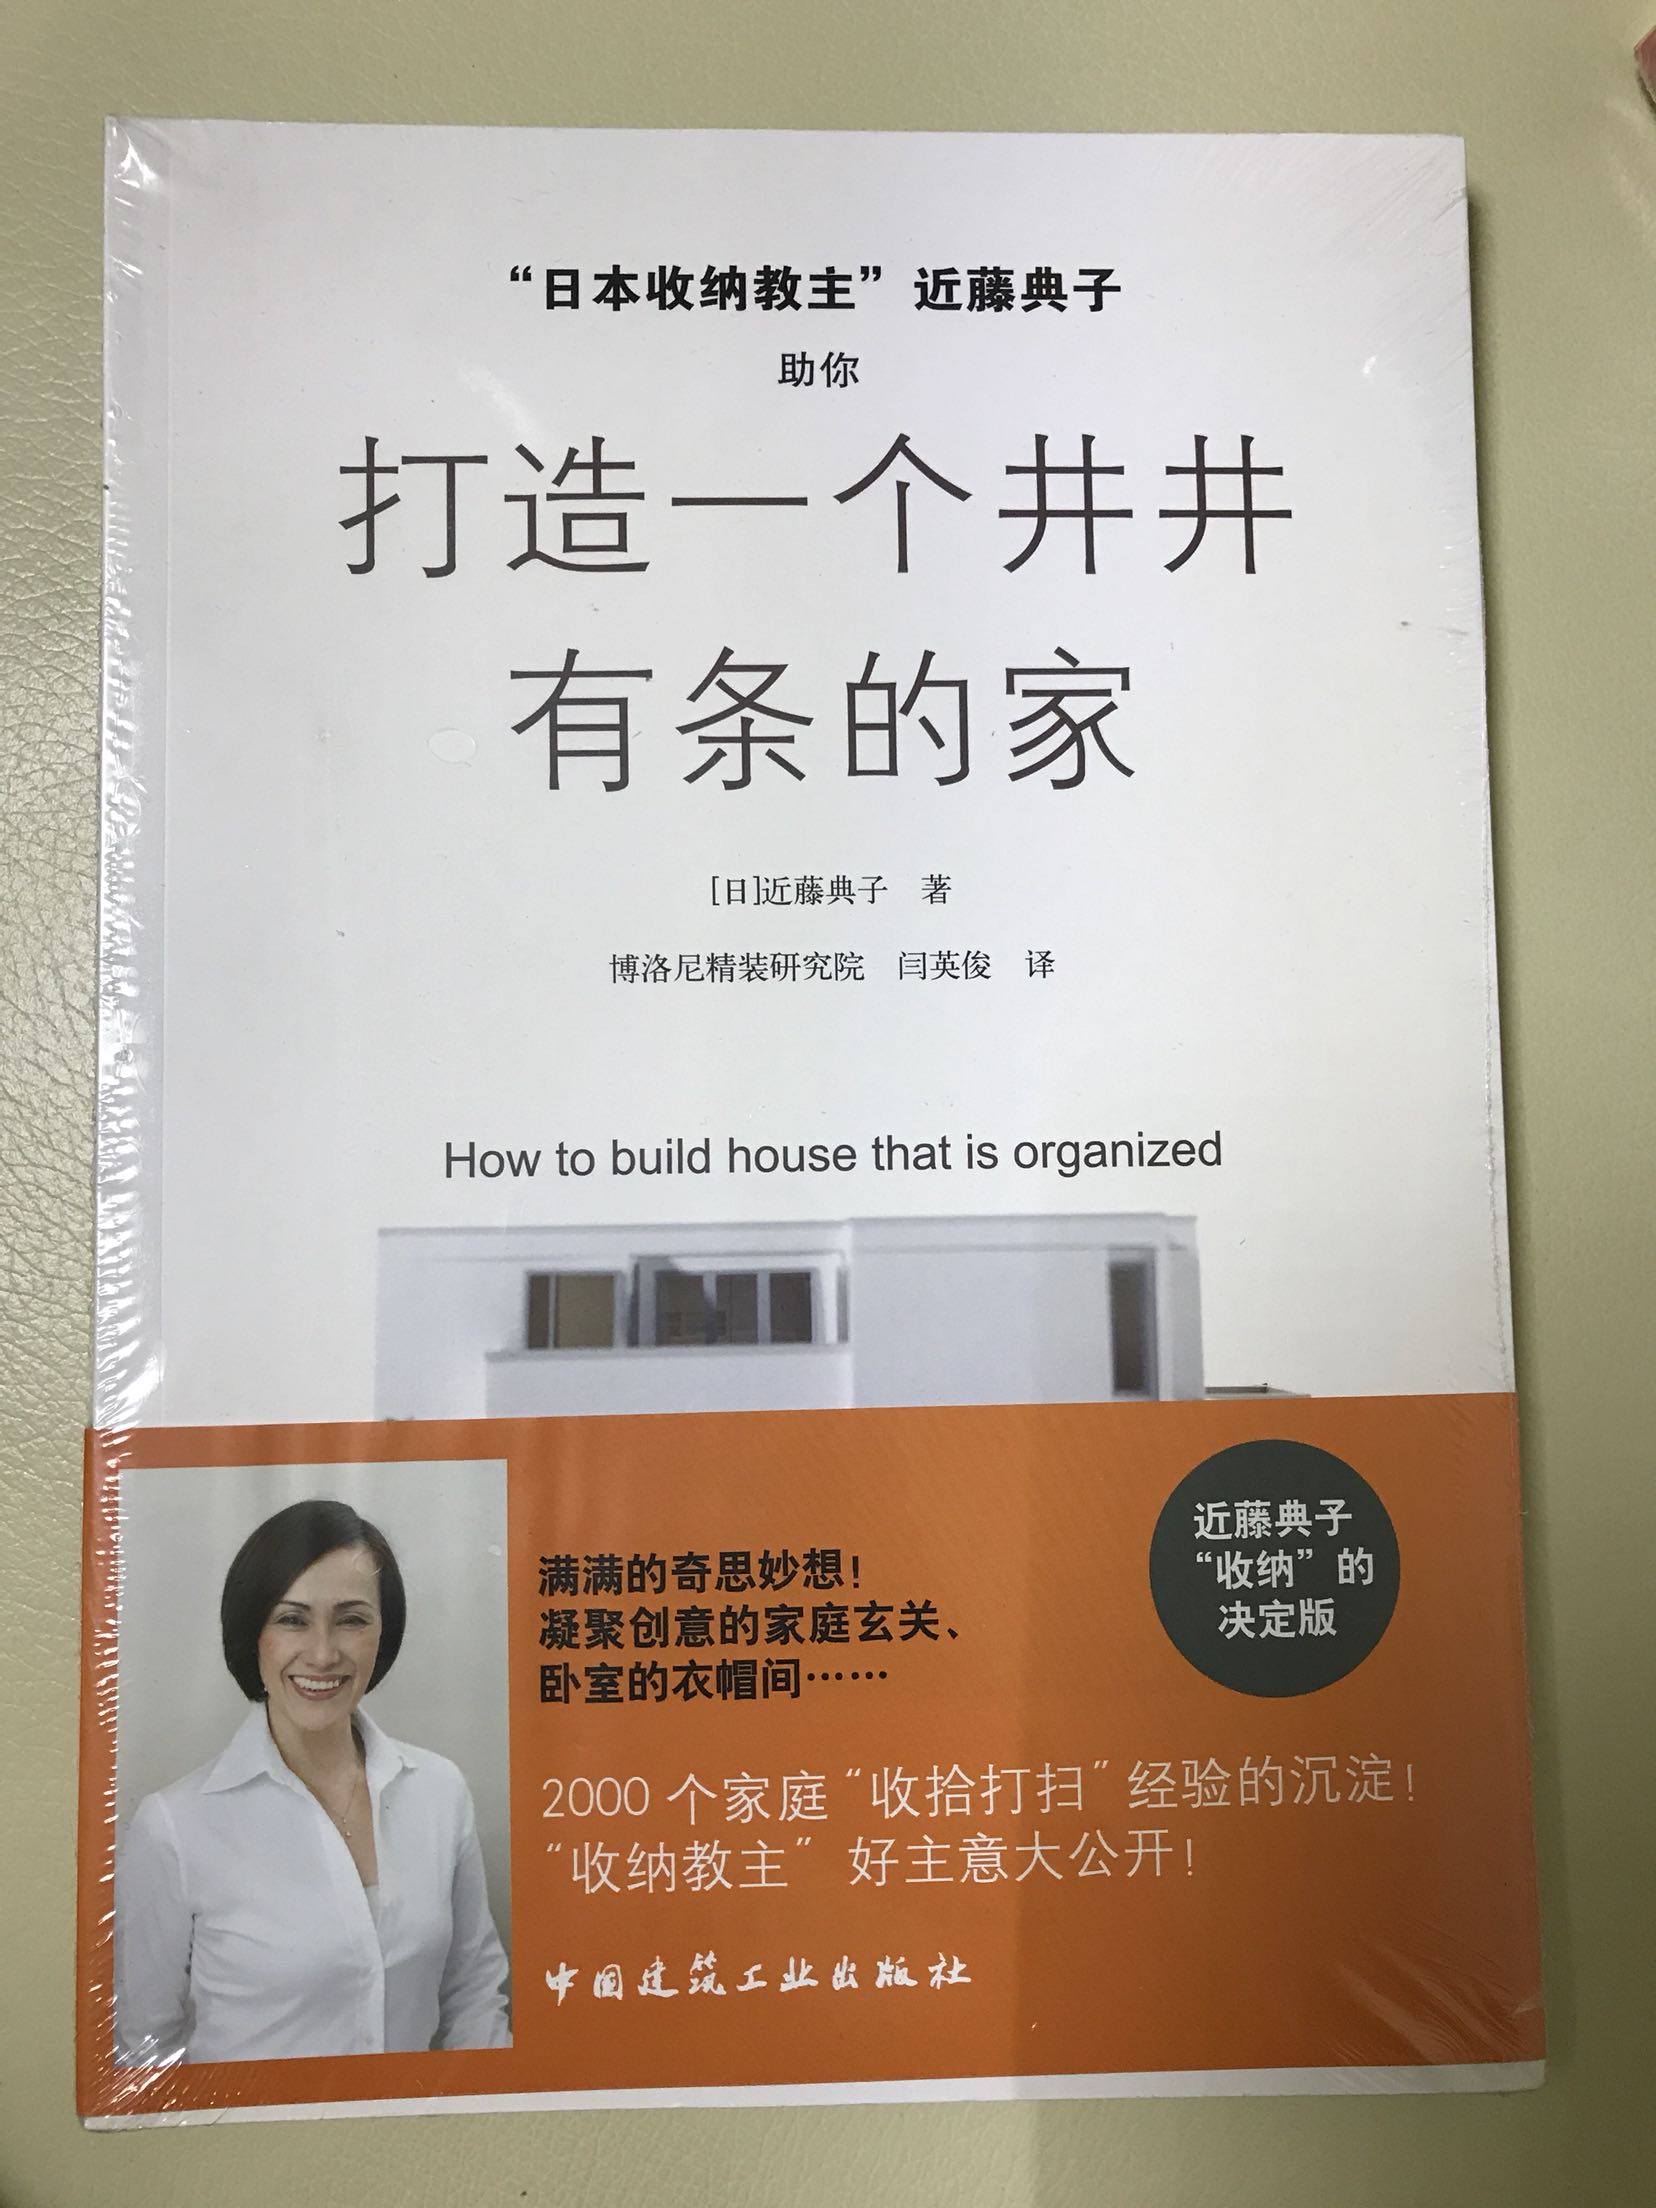 “日本收纳教主”近藤典子
助你
打造一个井井
有条的家
[日]近藤典子 著
博洛尼精装研究院 闫英俊 译
How to build house that is organized
近藤典子
“收纳”的
决定版
满满的奇思妙想！
凝聚创意的家庭玄关、
卧室的衣帽间……
2000 个家庭“收拾打扫”经验的沉淀！
“收纳教主”好主意大公开！
中国建筑工业出版社